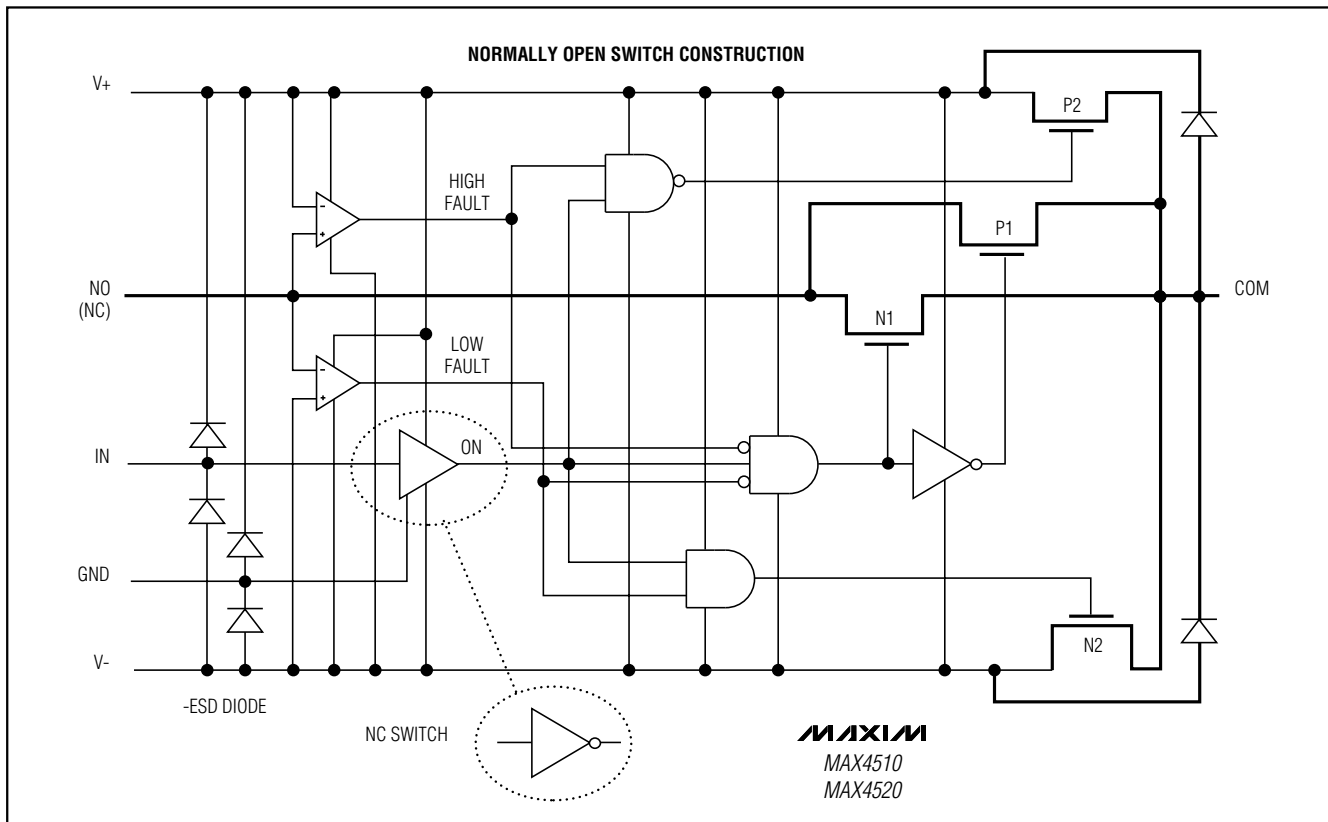 NORMALLY OPEN SWITCH CONSTRUCTION
V+
P2
HIGH
FAULT
-
+
P1
NO
(NC)
COM
N1
LOW
FAULT
-
+
ON
IN
GND
N2
V-
-ESD DIODE
NC SWITCH
MAXIM
MAX4510
MAX4520